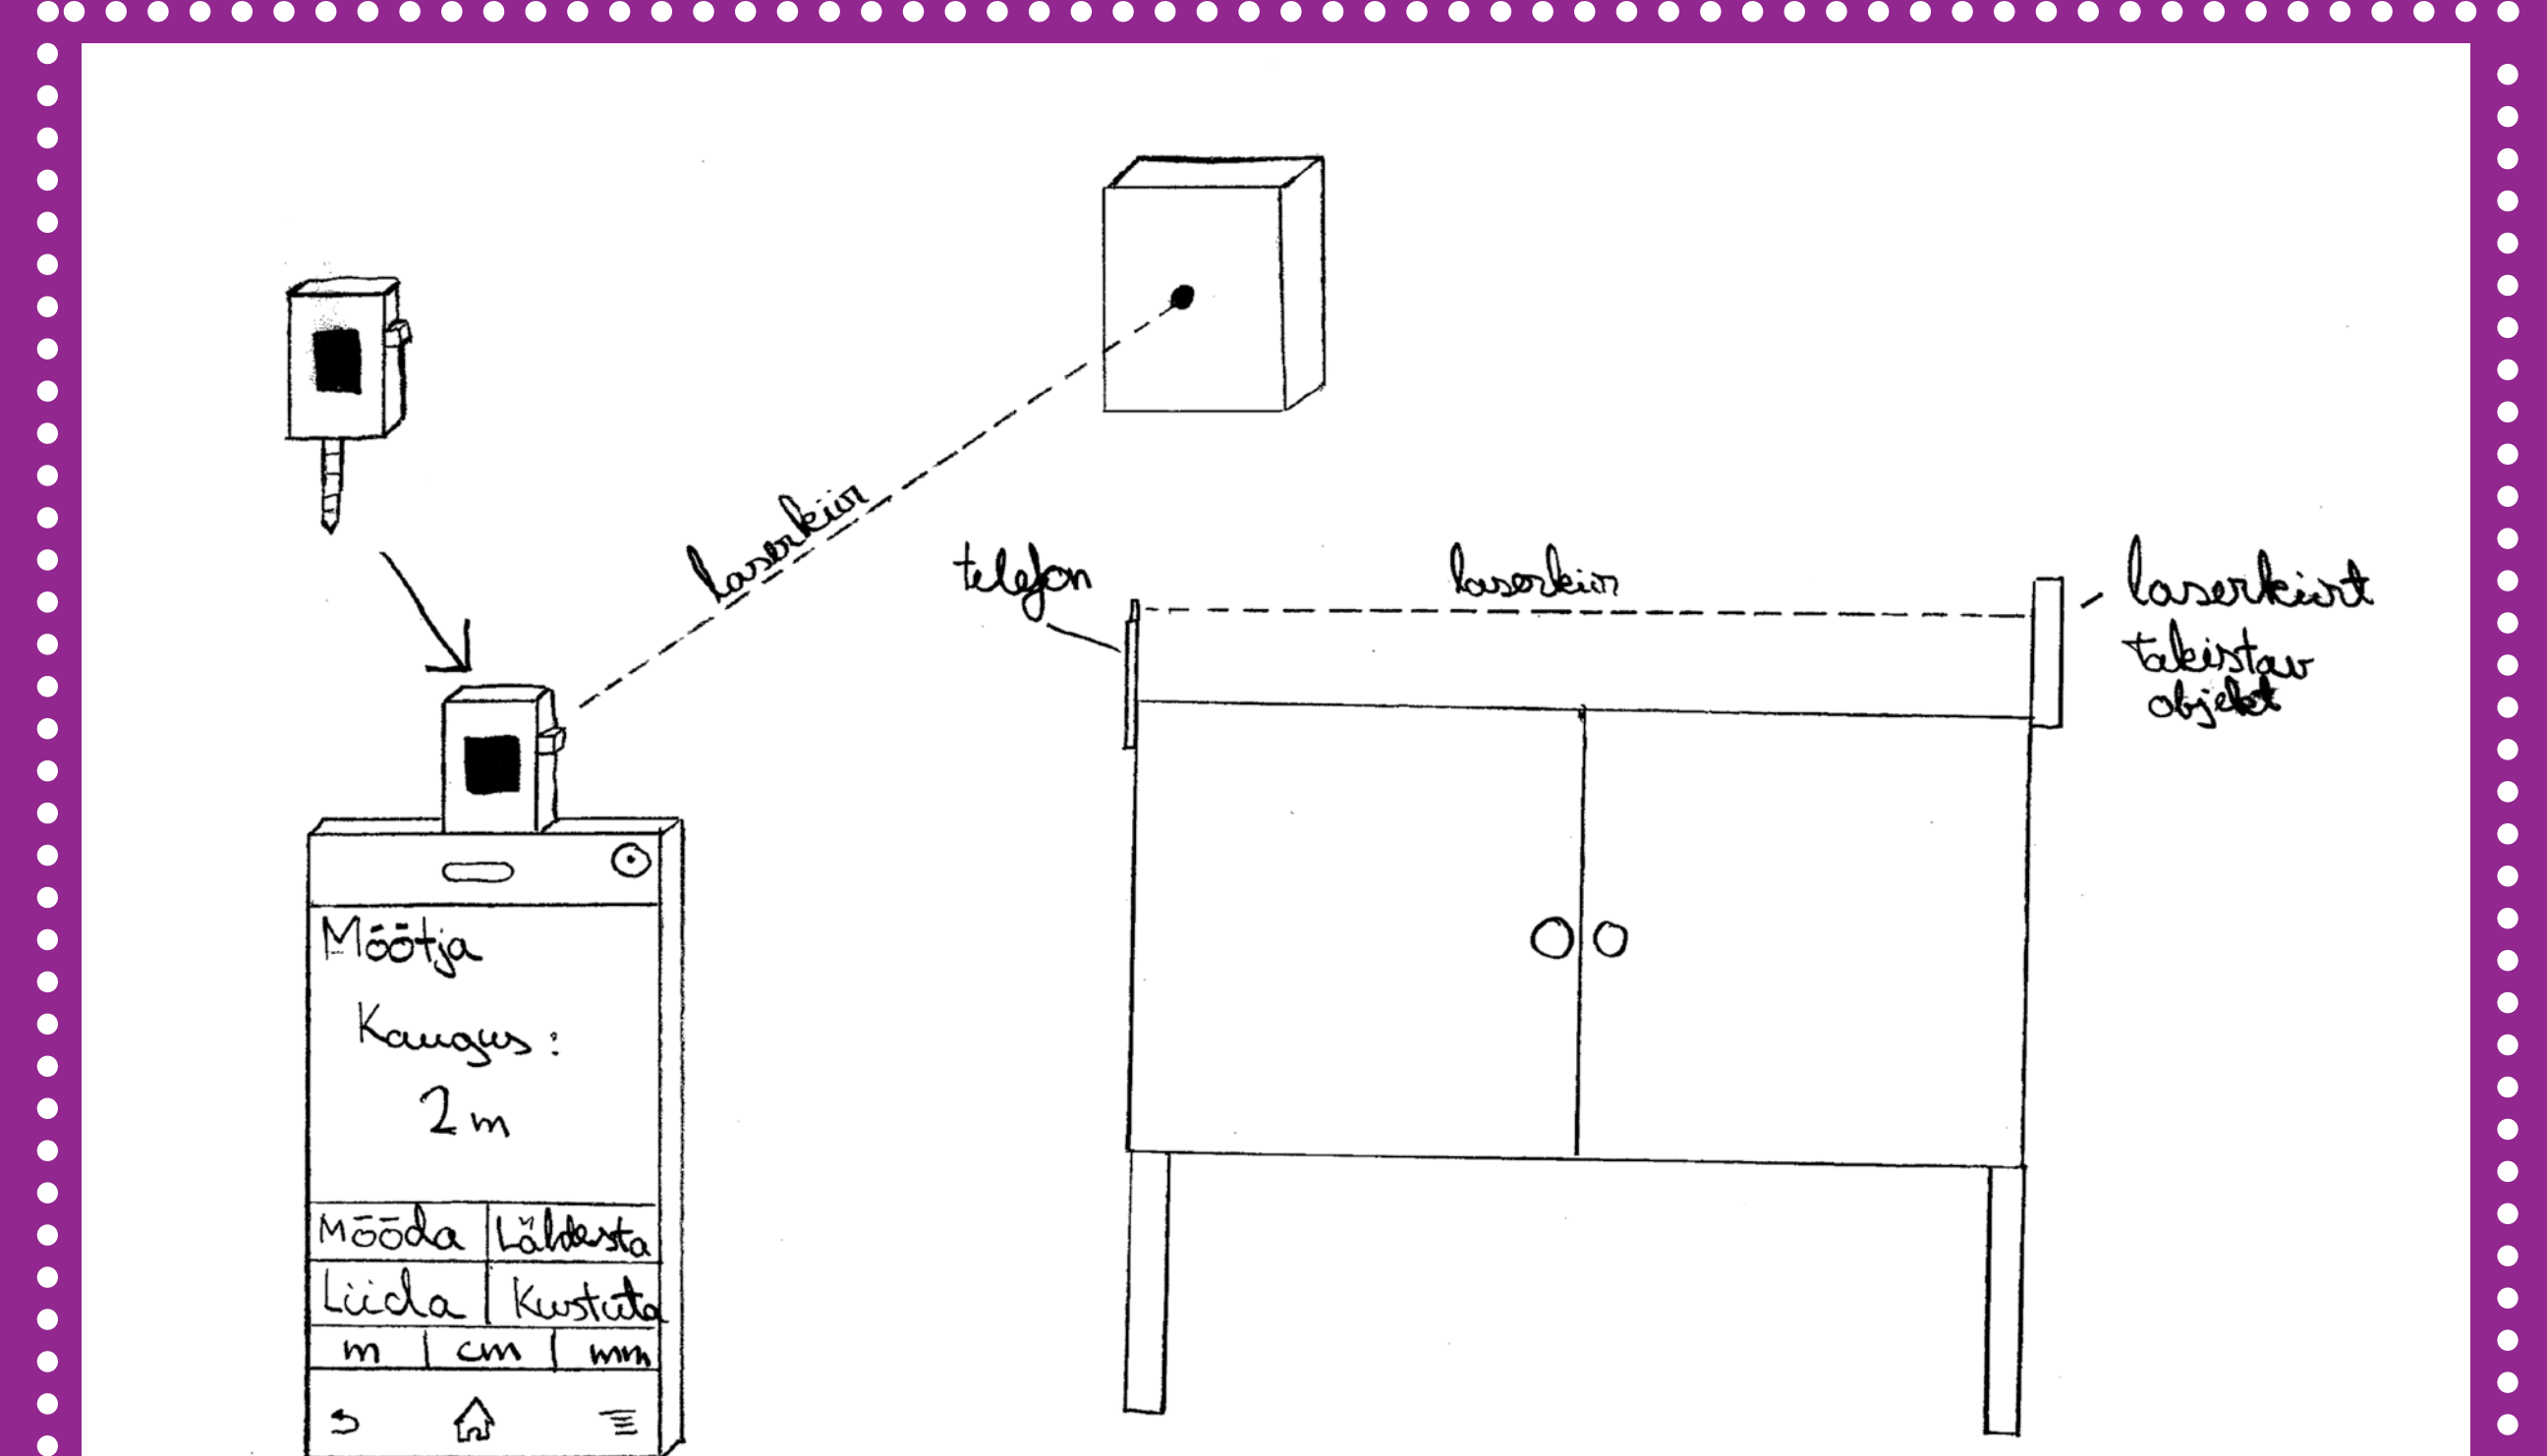 laserkiir
telefon
laserkiir
laserkiirt
takistav
objekt
Mõõtja
Kaugus:
2 m
Mõõda Lähtesta
Liida Kustuta
m cm mm